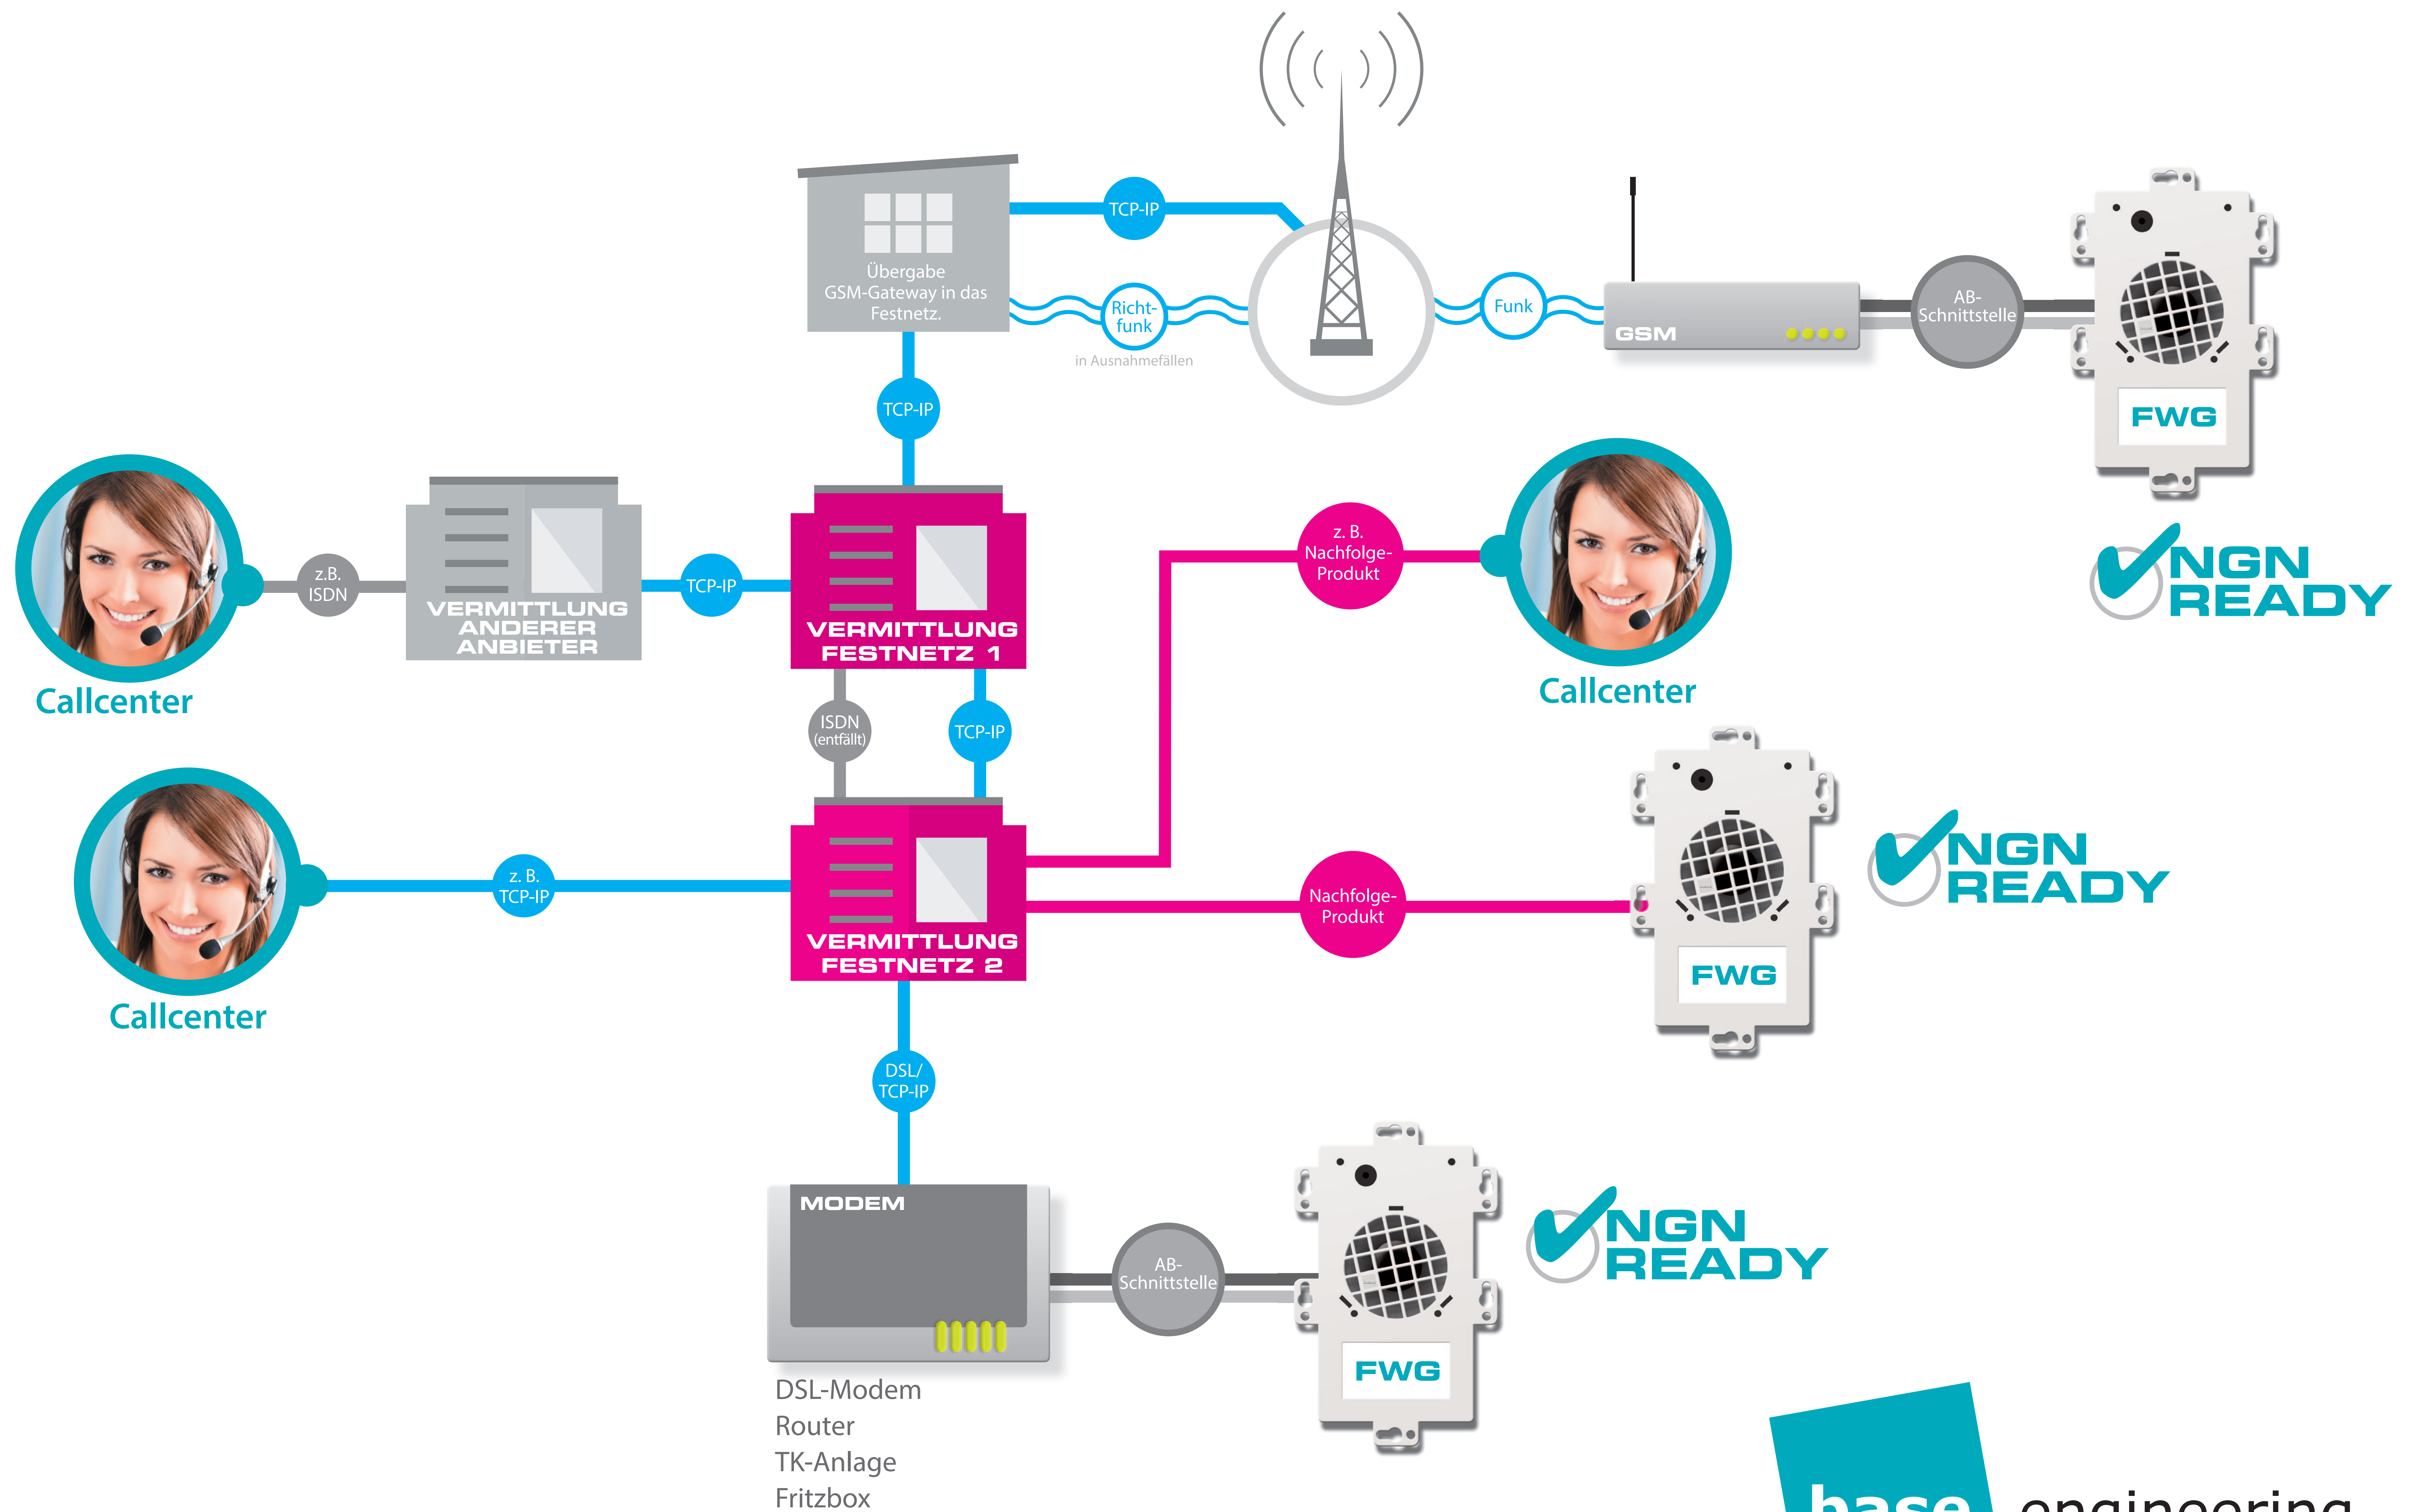 TCP-IP
Übergabe
GSM-Gateway in das
Festnetz.
Richt-
funk
in Ausnahmefällen
Funk
GSM
AB-
Schnittstelle
FWG
NGN
READY
TCP-IP
z.B.
ISDN
VERMITTLUNG
ANDERER
ANBIETER
TCP-IP
VERMITTLUNG
FESTNETZ 1
z. B.
Nachfolge-
Produkt
Callcenter
Callcenter
ISDN
(entfällt)
TCP-IP
z. B.
TCP-IP
Callcenter
VERMITTLUNG
FESTNETZ 2
Nachfolge-
Produkt
FWG
NGN
READY
DSL/
TCP-IP
MODEM
AB-
Schnittstelle
FWG
NGN
READY
DSL-Modem
Router
TK-Anlage
Fritzbox
base engineering